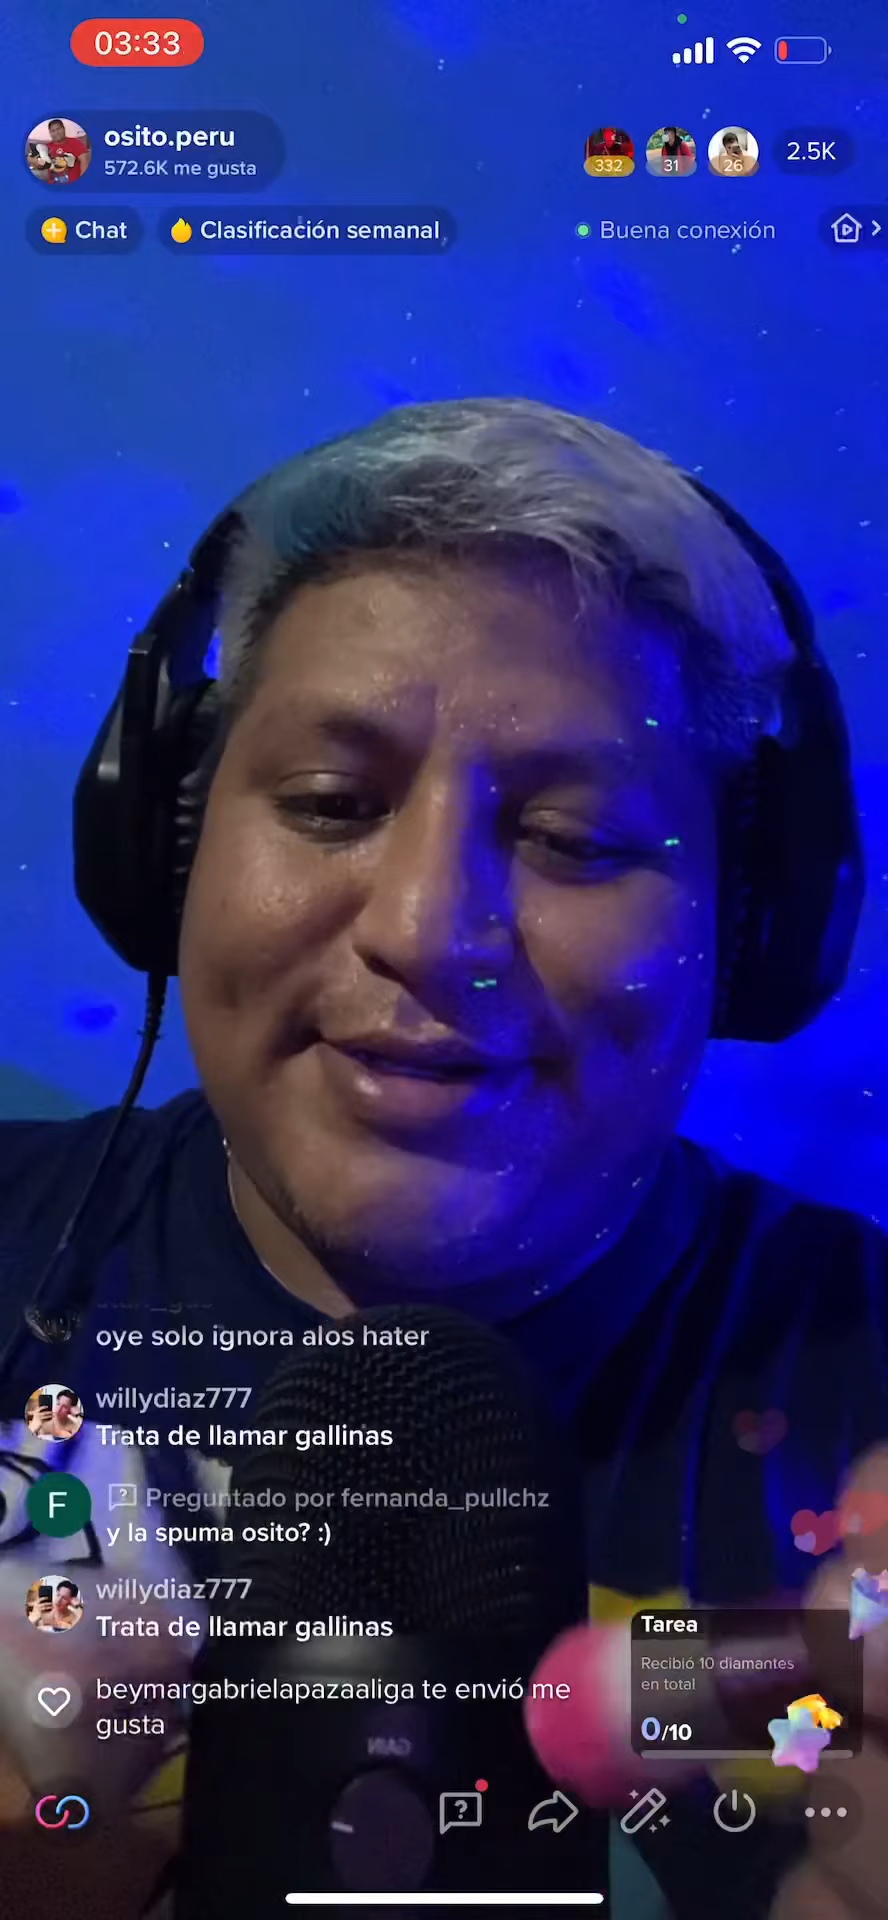 03:33
osito.peru
572.6K me gusta
332
31
26
2.5K
Chat
Clasificación semanal
Buena conexión
oye solo ignora alos hater
willydiaz777
Trata de llamar gallinas
F
Preguntado por fernanda_pullchz
y la spuma osito? :)
willydiaz777
Trata de llamar gallinas
beymargabrielapazaaliga te envió me
gusta
Tarea
Recibió 10 diamantes
en total
0/10
GAIN